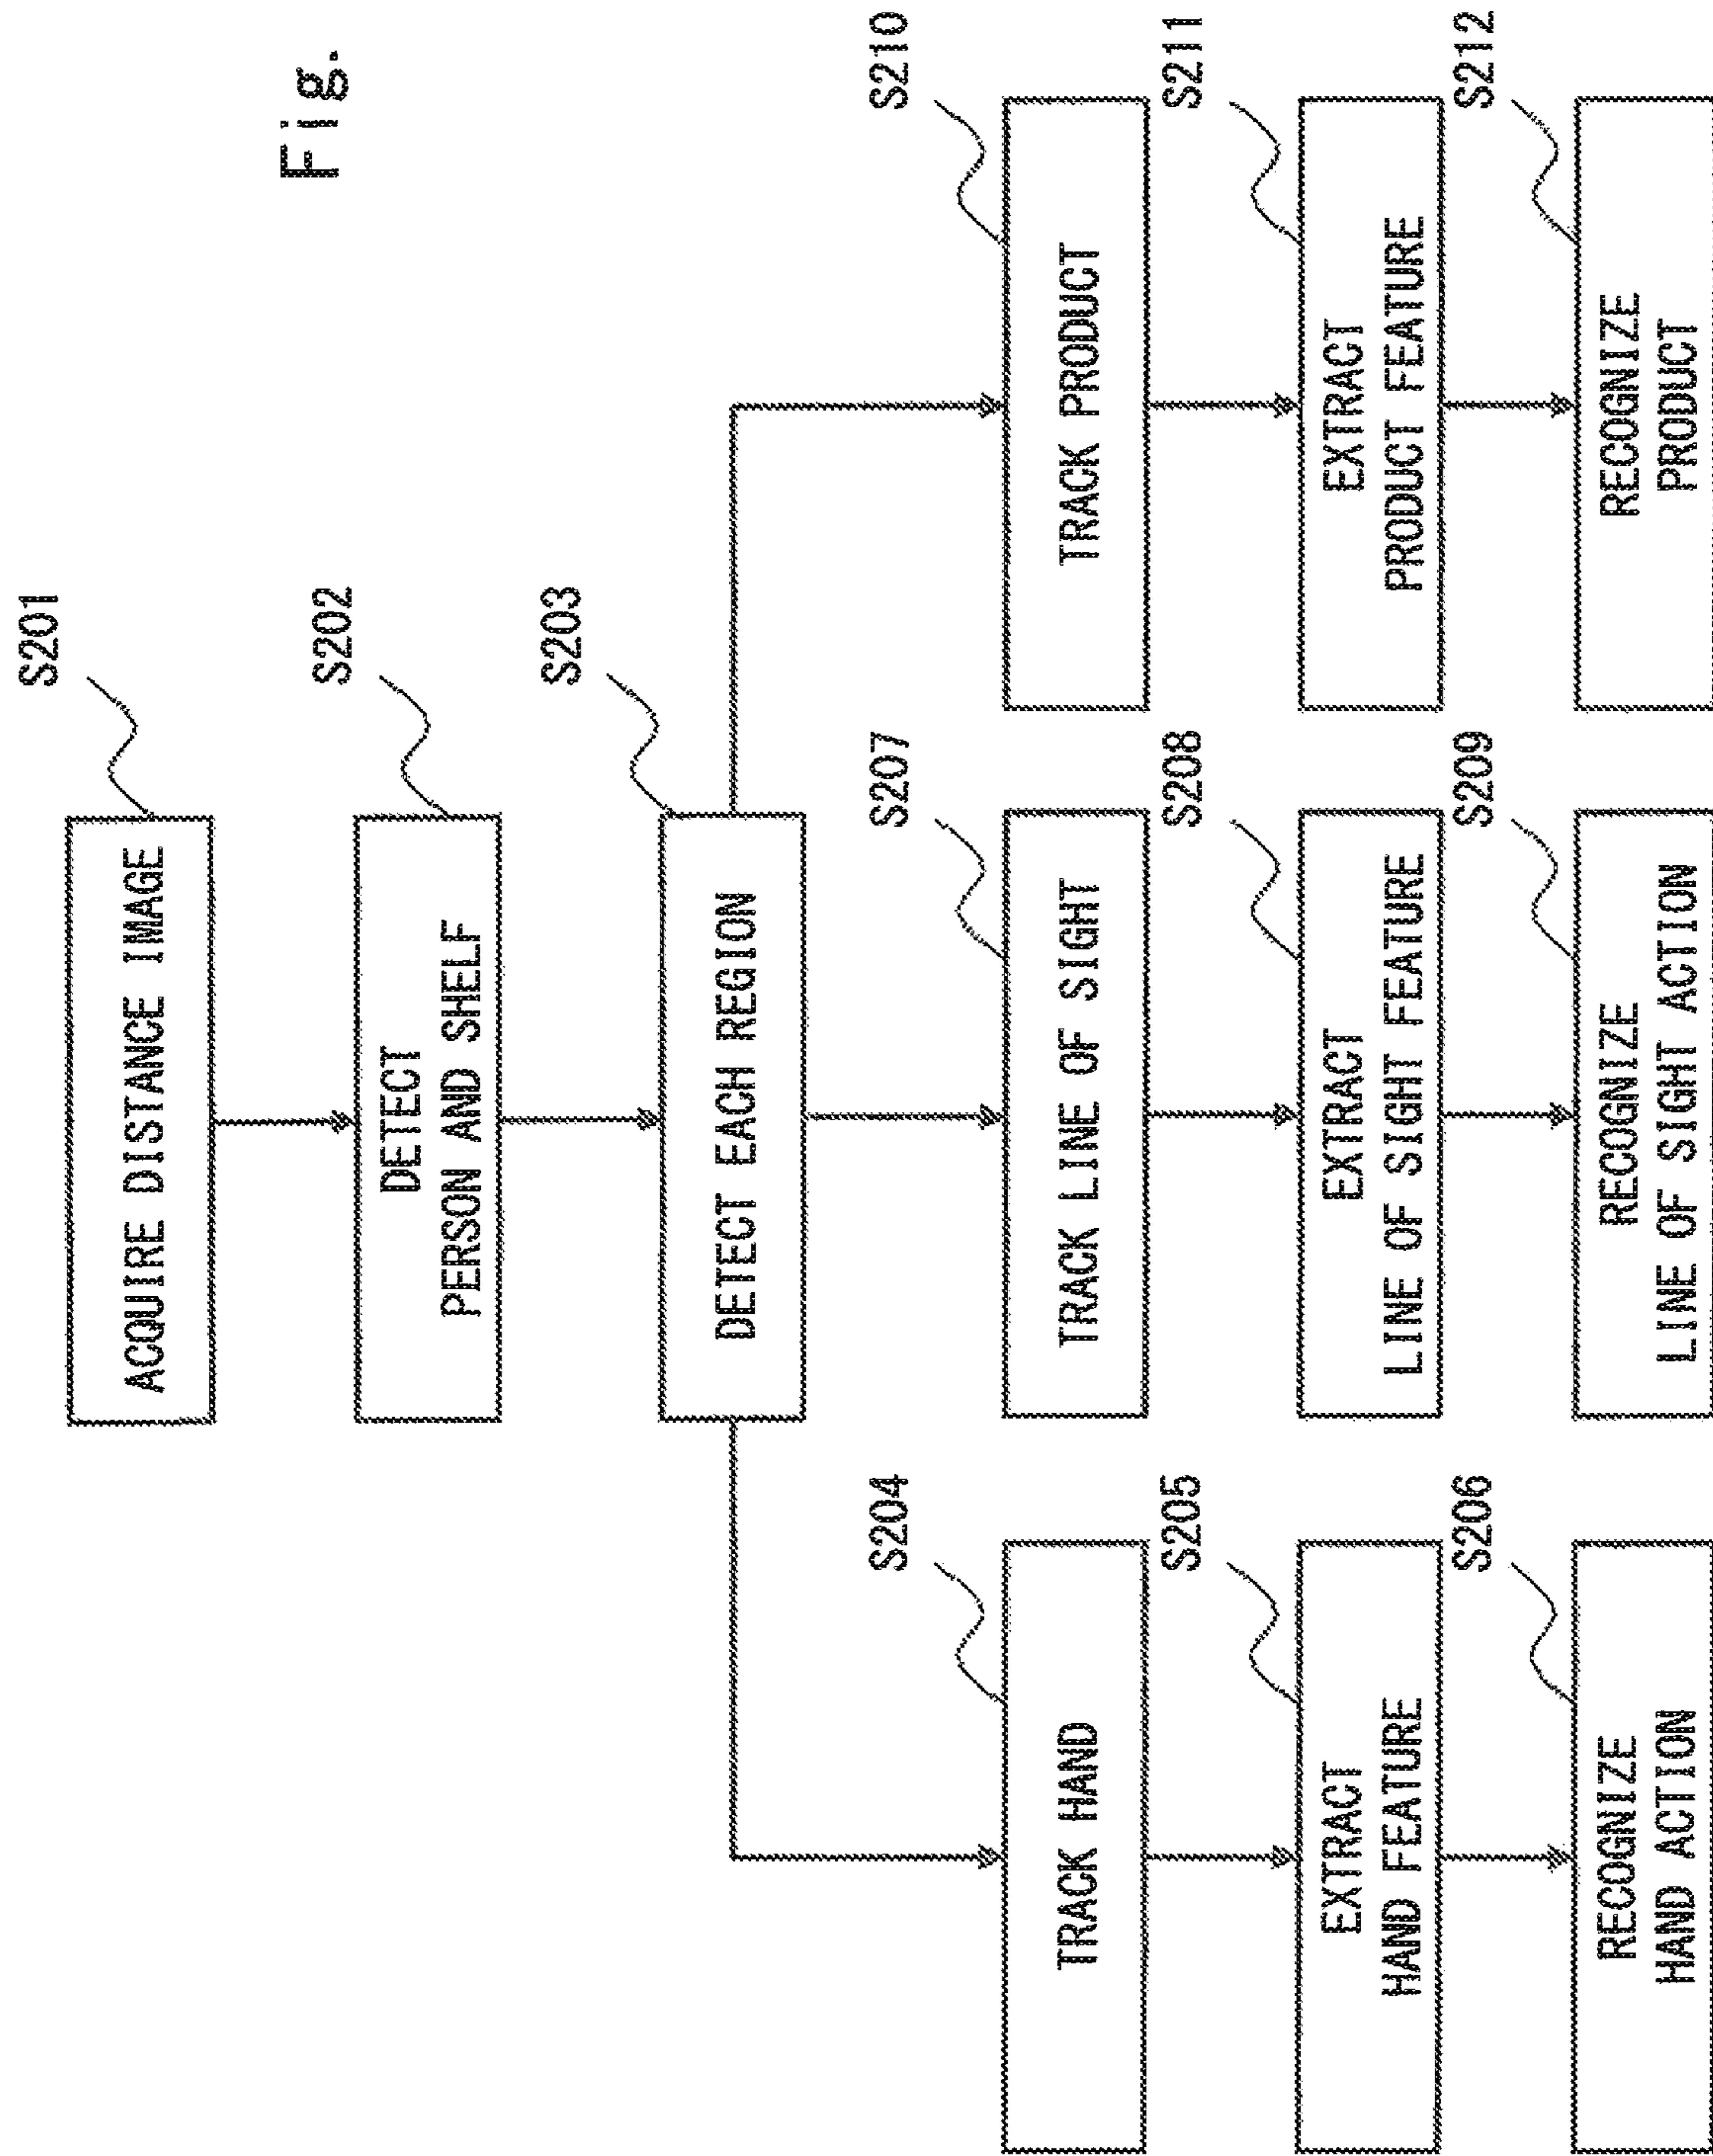 Fig.
S201
ACQUIRE DISTANCE IMAGE
S202
DETECT
PERSON AND SHELF
S203
DETECT EACH REGION
S204
TRACK HAND
S205
EXTRACT
HAND FEATURE
S206
RECOGNIZE
HAND ACTION
S207
TRACK LINE OF SIGHT
S208
EXTRACT
LINE OF SIGHT FEATURE
S209
RECOGNIZE
LINE OF SIGHT ACTION
S210
TRACK PRODUCT
S211
EXTRACT
PRODUCT FEATURE
S212
RECOGNIZE
PRODUCT